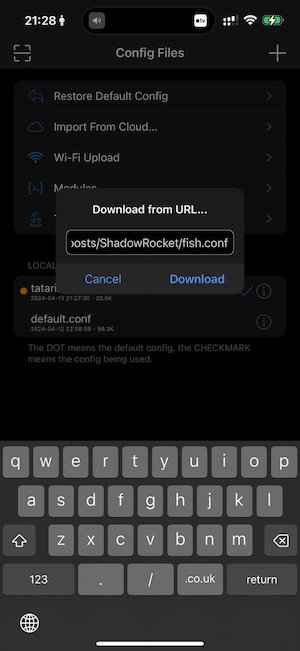 21:28
tv
Config Files
Restore Default Config
Import From Cloud...
Wi-Fi Upload
Modules
Download from URL...
osts/ShadowRocket/fish.conf
Cancel Download
LOCAL
tatari
2024-04-13 21:27:30 - 20.5K
default.conf
2024-04-12 22:58:59 - 98.3K
The DOT means the default config, the CHECKMARK
means the config being used.
q w e r t y u i o p
a s d f g h j k l
z x c v b n m
123 . / .co.uk return